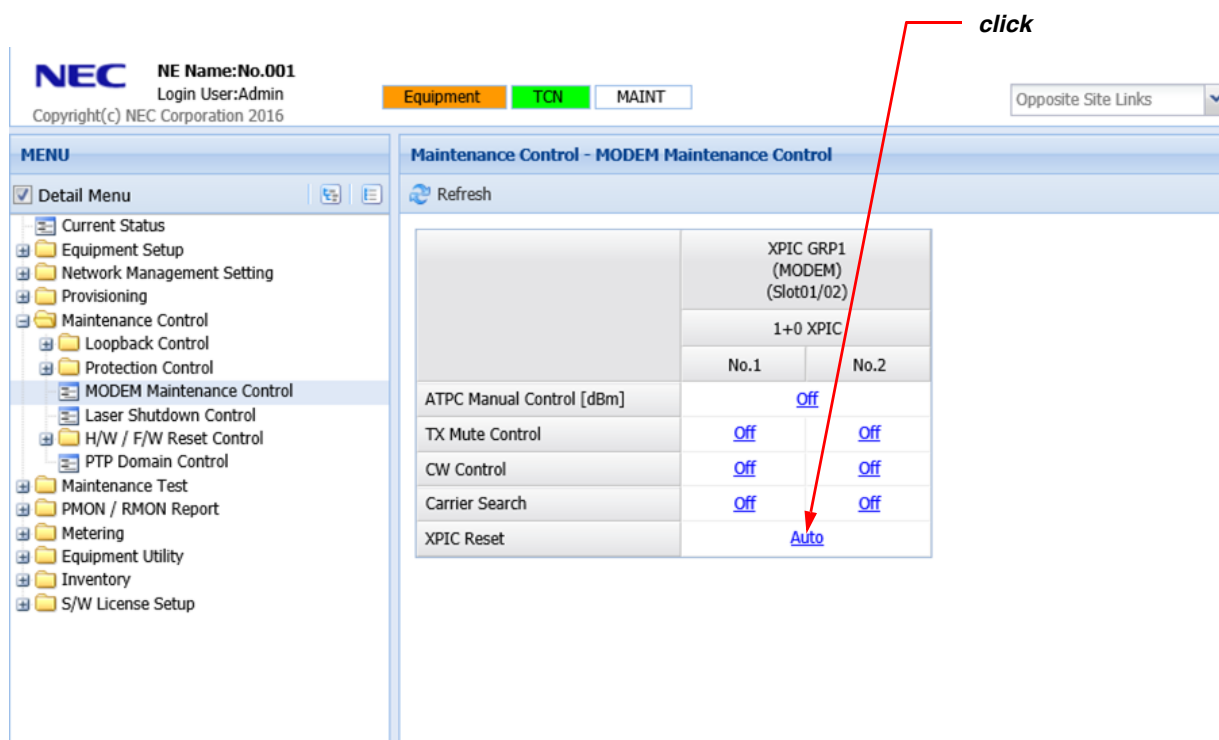 click
NEC
NE Name:No.001
Login User:Admin
Copyright(c) NEC Corporation 2016
Equipment TCN MAINT
Opposite Site Links
MENU
Detail Menu
Current Status
Equipment Setup
Network Management Setting
Provisioning
Maintenance Control
Loopback Control
Protection Control
MODEM Maintenance Control
Laser Shutdown Control
H/W / F/W Reset Control
PTP Domain Control
Maintenance Test
PMON / RMON Report
Metering
Equipment Utility
Inventory
S/W License Setup
Maintenance Control - MODEM Maintenance Control
Refresh
XPIC GRP1
(MODEM)
(Slot01/02)
1+0 XPIC
No.1 No.2
ATPC Manual Control [dBm] Off
TX Mute Control Off Off
CW Control Off Off
Carrier Search Off Off
XPIC Reset Auto